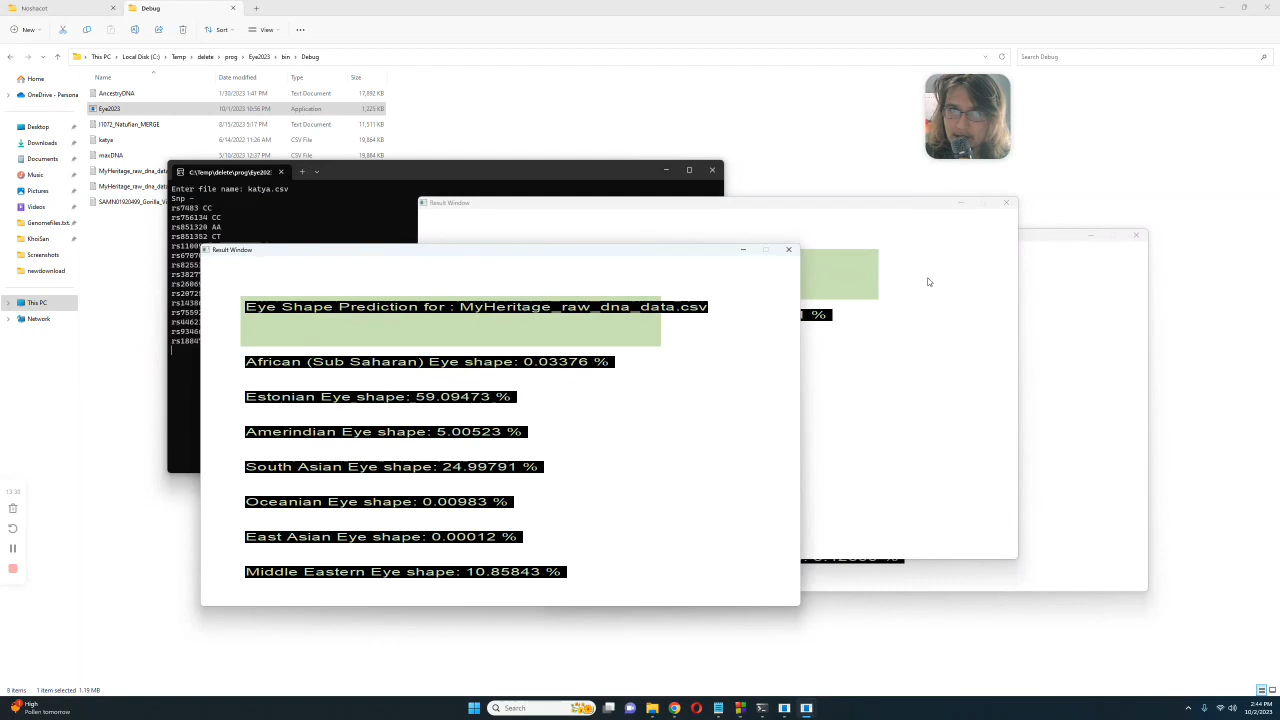 Noshacot
Debug
New
Sort
View
This PC
Local Disk (C:)
Temp
delete
prog
Eye2023
bin
Debug
Search Debug
Name
Date modified
Type
Size
Home
OneDrive - Persona
Desktop
Downloads
Documents
Music
Pictures
Videos
Genomefiles.txt.
KhoiSan
Screenshots
newdownload
This PC
Network
AncestryDNA 1/30/2023 1:41 PM Text Document 17,892 KB
Eye2023 10/1/2023 10:56 PM Application 1,225 KB
I1072_Natufian_MERGE 8/15/2023 5:17 PM Text Document 11,511 KB
katya 6/14/2022 11:26 AM CSV File 19,864 KB
maxDNA 5/10/2023 12:37 PM CSV File 19,864 KB
MyHeritage_raw_dna_data
MyHeritage_raw_dna_data
SAMN01920499_Gorilla_
C:\Temp\delete\prog\Eye202
Enter file name: katya.csv
Snp -
rs7483 CC
rs756134 CC
rs851320 AA
rs851352 CT
Result Window
Result Window
Eye Shape Prediction for : MyHeritage_raw_dna_data.csv
African (Sub Saharan) Eye shape: 0.03376 %
Estonian Eye shape: 59.09473 %
Amerindian Eye shape: 5.00523 %
South Asian Eye shape: 24.99791 %
Oceanian Eye shape: 0.00983 %
East Asian Eye shape: 0.00012 %
Middle Eastern Eye shape: 10.85843 %
%
13:38
8 items
1 item selected 1.19 MB
High
Pollen tomorrow
Search
2:44 PM
10/2/2023